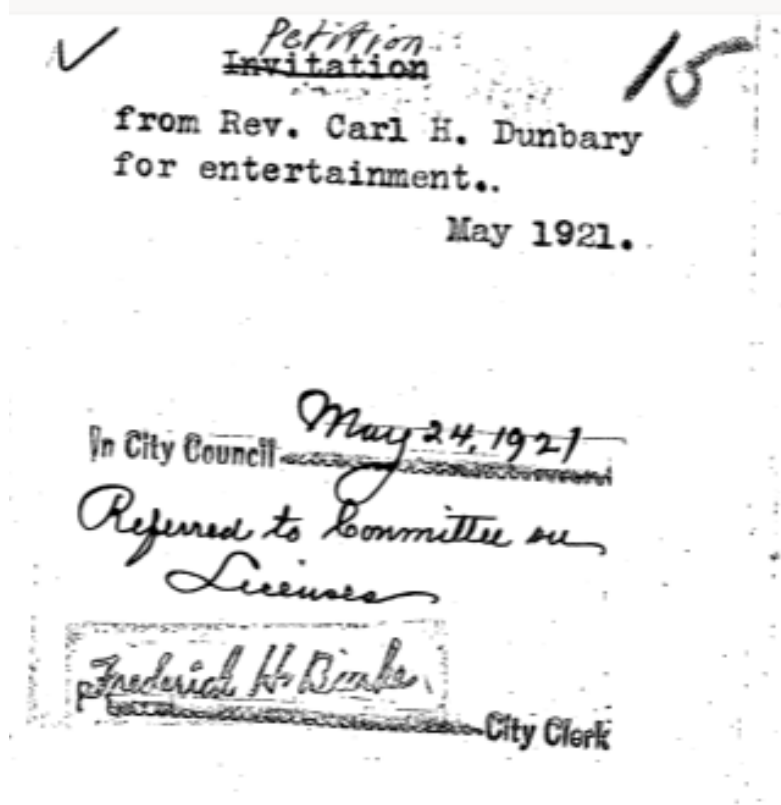 ✓ Petition 15
Invitation
from Rev. Carl H. Dunbary
for entertainment..
May 1921.
In City Council May 24, 1921
Referred to Committee on
Licenses
Frederick H.
City Clerk